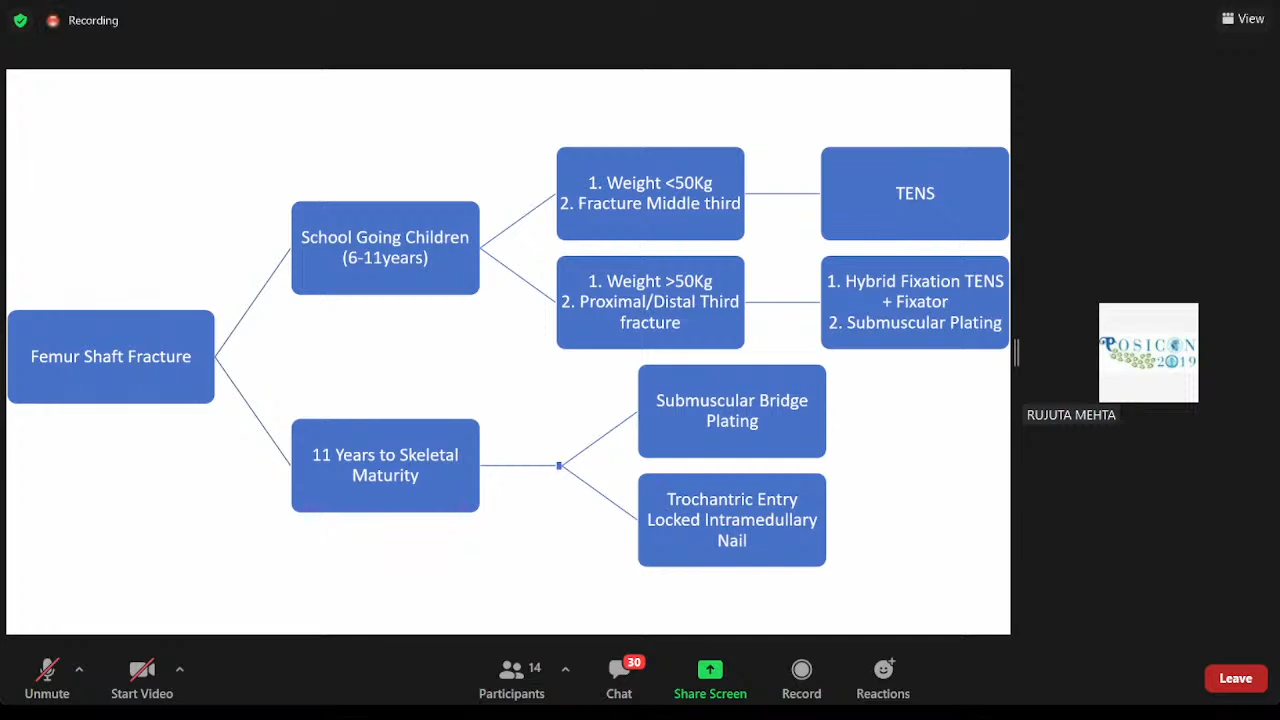 Recording
View
1. Weight <50Kg
2. Fracture Middle third
TENS
School Going Children
(6-11years)
1. Weight >50Kg
2. Proximal/Distal Third
fracture
1. Hybrid Fixation TENS
+ Fixator
2. Submuscular Plating
Femur Shaft Fracture
Submuscular Bridge
Plating
11 Years to Skeletal
Maturity
Trochantric Entry
Locked Intramedullary
Nail
POSICON
2019
RUJUTA MEHTA
Unmute
Start Video
14
Participants
30
Chat
Share Screen
Record
Reactions
Leave